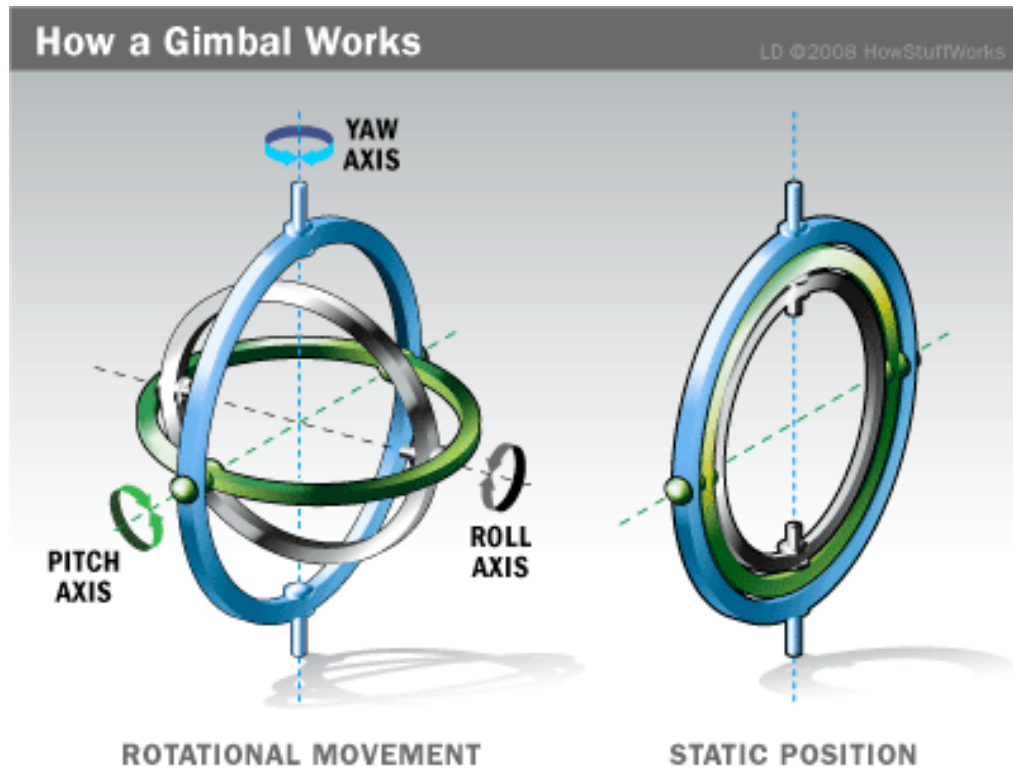 How a Gimbal Works
LD ©2008 HowStuffWorks
YAW
AXIS
PITCH
AXIS
ROLL
AXIS
ROTATIONAL MOVEMENT
STATIC POSITION